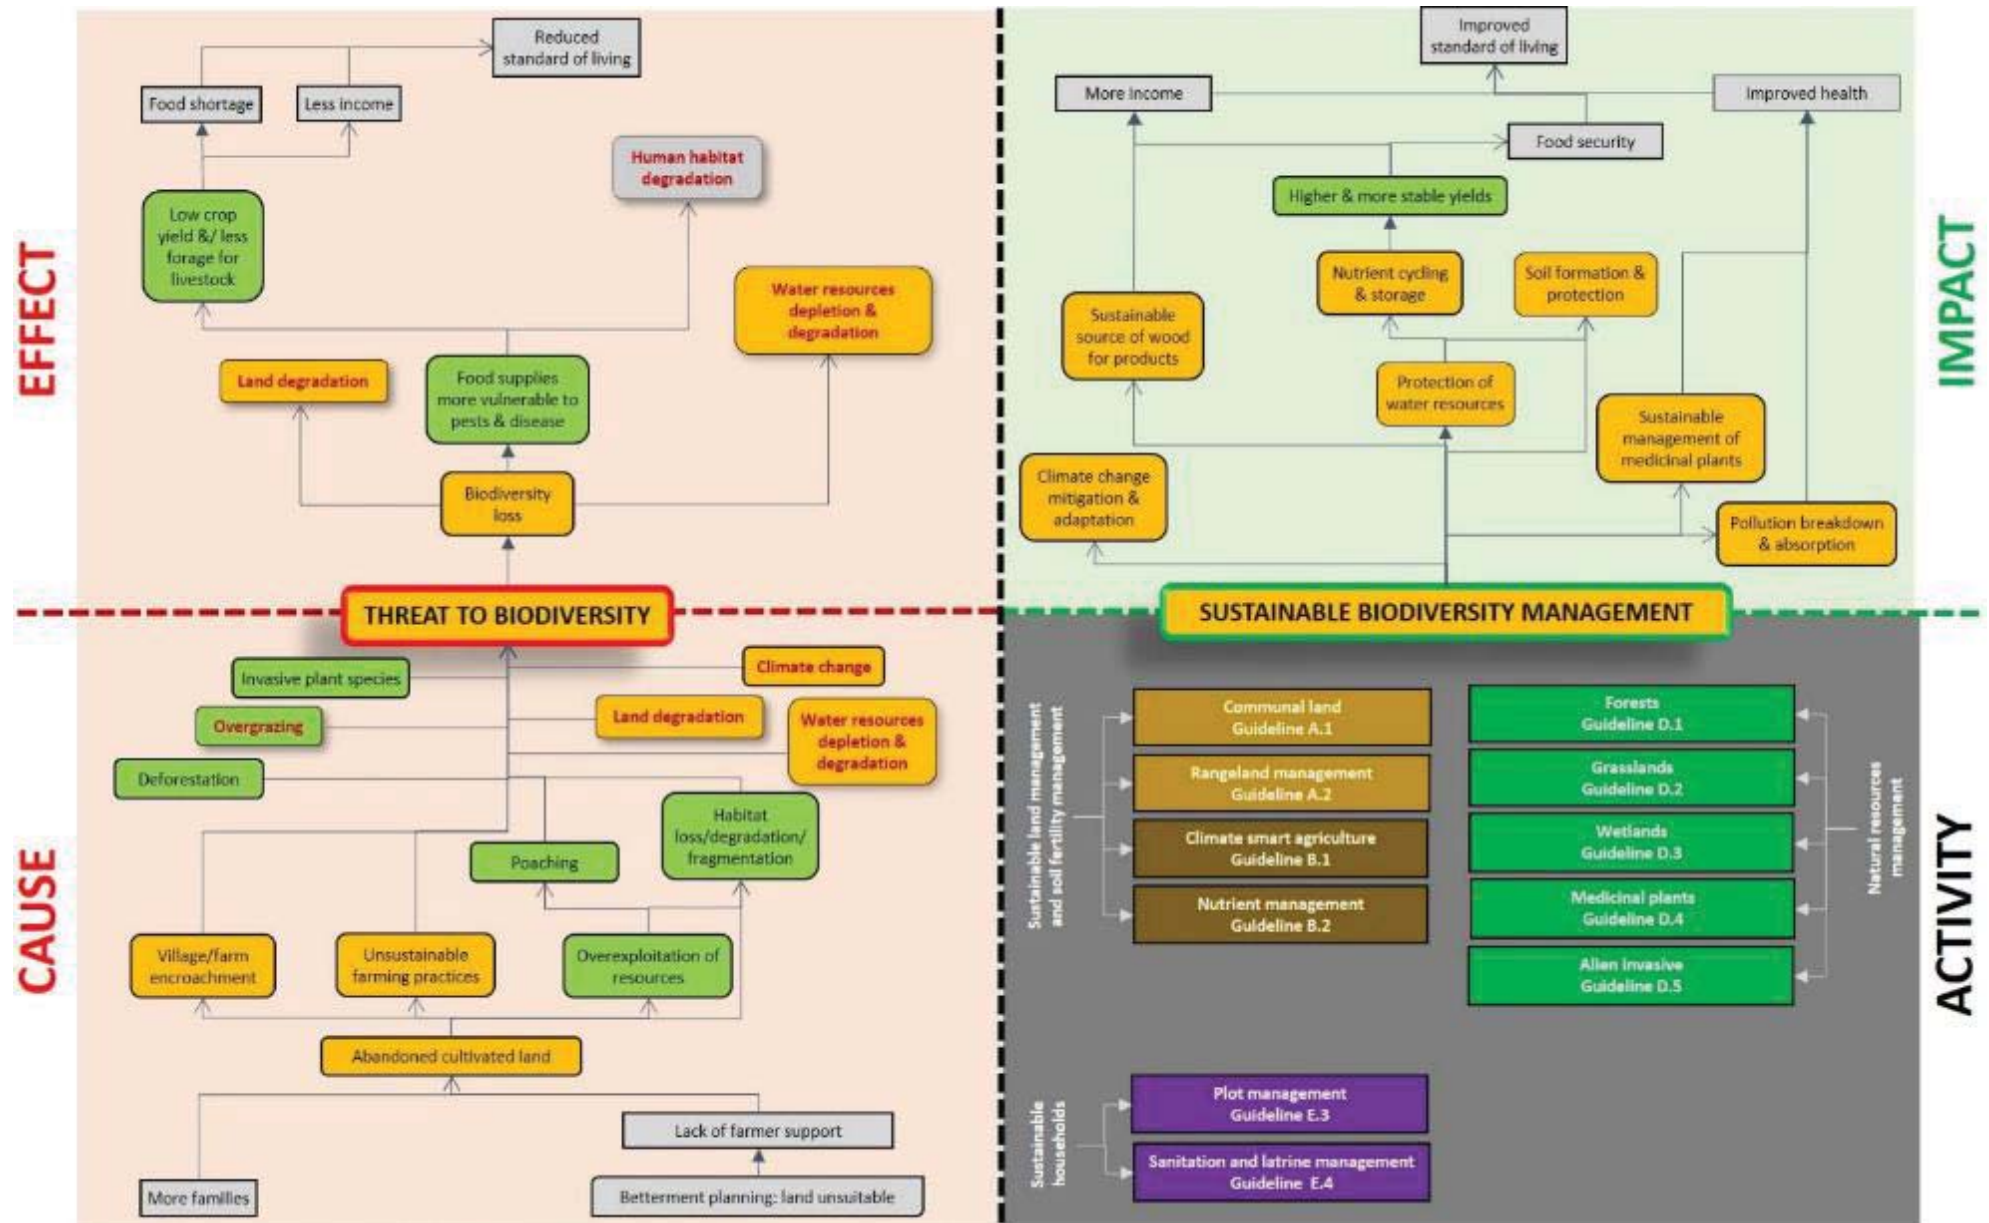 EFFECT
Reduced
standard of living
Food shortage
Less income
Human habitat
degradation
Low crop
yield &/ less
forage for
livestock
Water resources
depletion &
degradation
Land degradation
Food supplies
more vulnerable to
pests & disease
Biodiversity
loss
THREAT TO BIODIVERSITY
CAUSE
Invasive plant species
Climate change
Overgrazing
Land degradation
Water resources
depletion &
degradation
Deforestation
Habitat
loss/degradation/
fragmentation
Poaching
Village/farm
encroachment
Unsustainable
farming practices
Overexploitation of
resources
Abandoned cultivated land
Lack of farmer support
More families
Betterment planning: land unsuitable
IMPACT
Improved
standard of living
More income
Improved health
Food security
Higher & more stable yields
Nutrient cycling
& storage
Soil formation &
protection
Sustainable
source of wood
for products
Protection of
water resources
Sustainable
management of
medicinal plants
Climate change
mitigation &
adaptation
Pollution breakdown
& absorption
SUSTAINABLE BIODIVERSITY MANAGEMENT
ACTIVITY
Sustainable land management
and soil fertility management
Communal land
Guideline A.1
Rangeland management
Guideline A.2
Climate smart agriculture
Guideline B.1
Nutrient management
Guideline B.2
Forests
Guideline D.1
Grasslands
Guideline D.2
Wetlands
Guideline D.3
Medicinal plants
Guideline D.4
Alien invasive
Guideline D.5
Natural resources
management
Sustainable
households
Plot management
Guideline E.3
Sanitation and latrine management
Guideline E.4